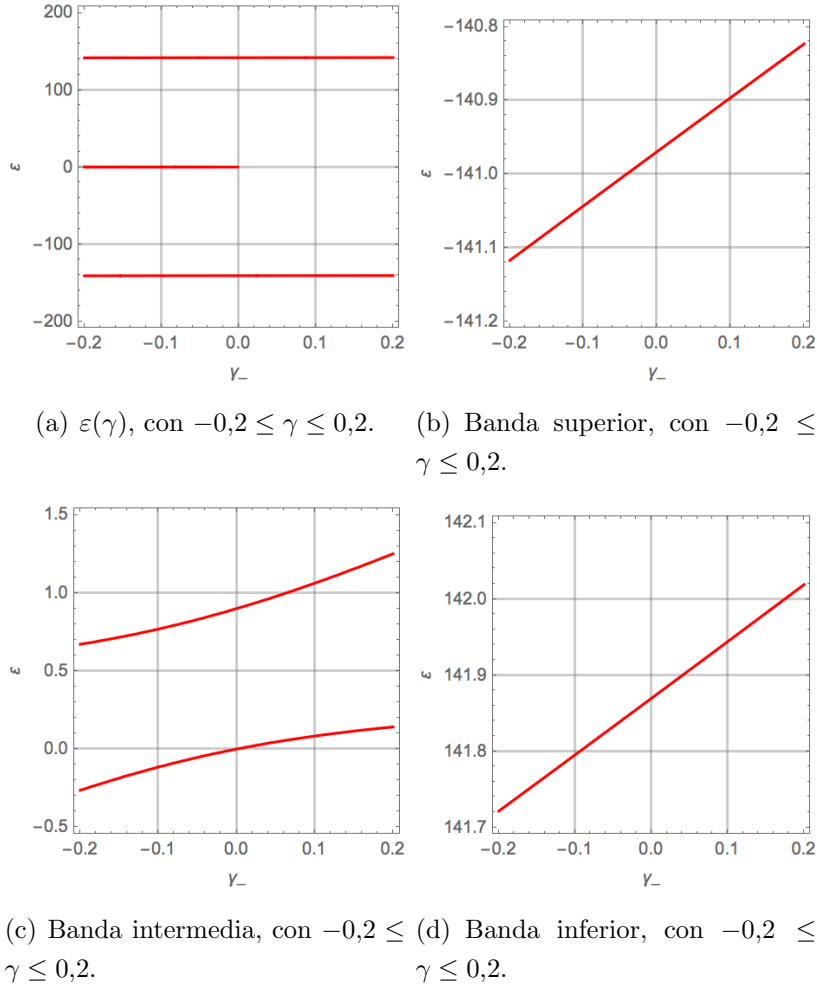 200
100
0
−100
−200
ε
−0.2 −0.1 0.0 0.1 0.2
γ_
−140.8
−140.9
−141.0
−141.1
−141.2
ε
−0.2 −0.1 0.0 0.1 0.2
γ_
(a) ε(γ), con −0,2 ≤ γ ≤ 0,2.
(b) Banda superior, con −0,2 ≤
γ ≤ 0,2.
1.5
1.0
0.5
0.0
−0.5
ε
−0.2 −0.1 0.0 0.1 0.2
γ_
142.1
142.0
141.9
141.8
141.7
ε
−0.2 −0.1 0.0 0.1 0.2
γ_
(c) Banda intermedia, con −0,2 ≤
γ ≤ 0,2.
(d) Banda inferior, con −0,2 ≤
γ ≤ 0,2.